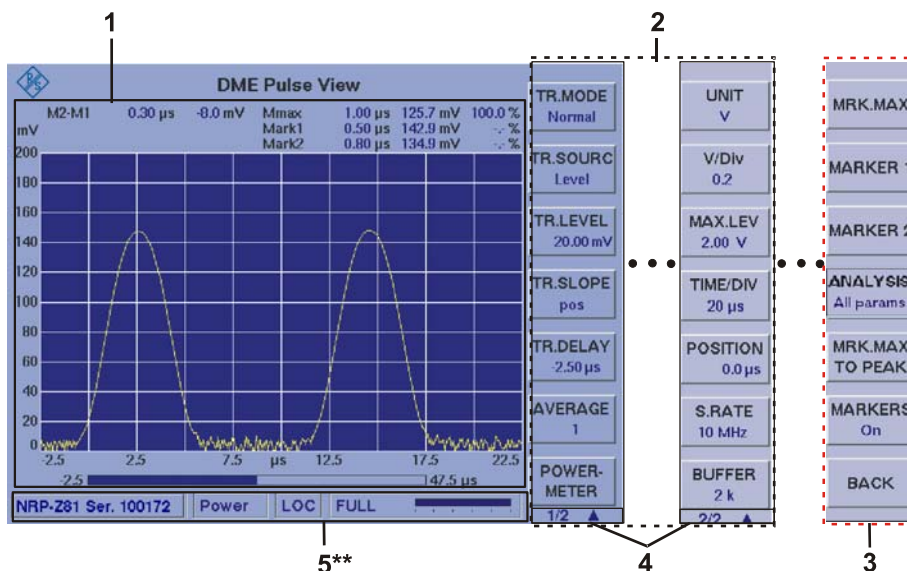 1
2
DME Pulse View
M2-M1 0.30 µs -8.0 mV Mmax 1.00 µs 125.7 mV 100.0 %
mV Mark1 0.50 µs 142.9 mV -.- %
Mark2 0.80 µs 134.9 mV -.- %
200
180
160
140
120
100
80
60
40
20
0
-2.5 2.5 7.5 µs 12.5 17.5 22.5
-2.5 47.5 µs
NRP-Z81 Ser. 100172 Power LOC FULL
TR.MODE
Normal
TR.SOURC
Level
TR.LEVEL
20.00 mV
TR.SLOPE
pos
TR.DELAY
-2.50 µs
AVERAGE
1
POWER-
METER
1/2 ▲
UNIT
V
V/Div
0.2
MAX.LEV
2.00 V
TIME/DIV
20 µs
POSITION
0.0 µs
S.RATE
10 MHz
BUFFER
2 k
2/2 ▲
MRK.MAX
MARKER 1
MARKER 2
ANALYSIS
All params
MRK.MAX
TO PEAK
MARKERS
On
BACK
5**
4
3